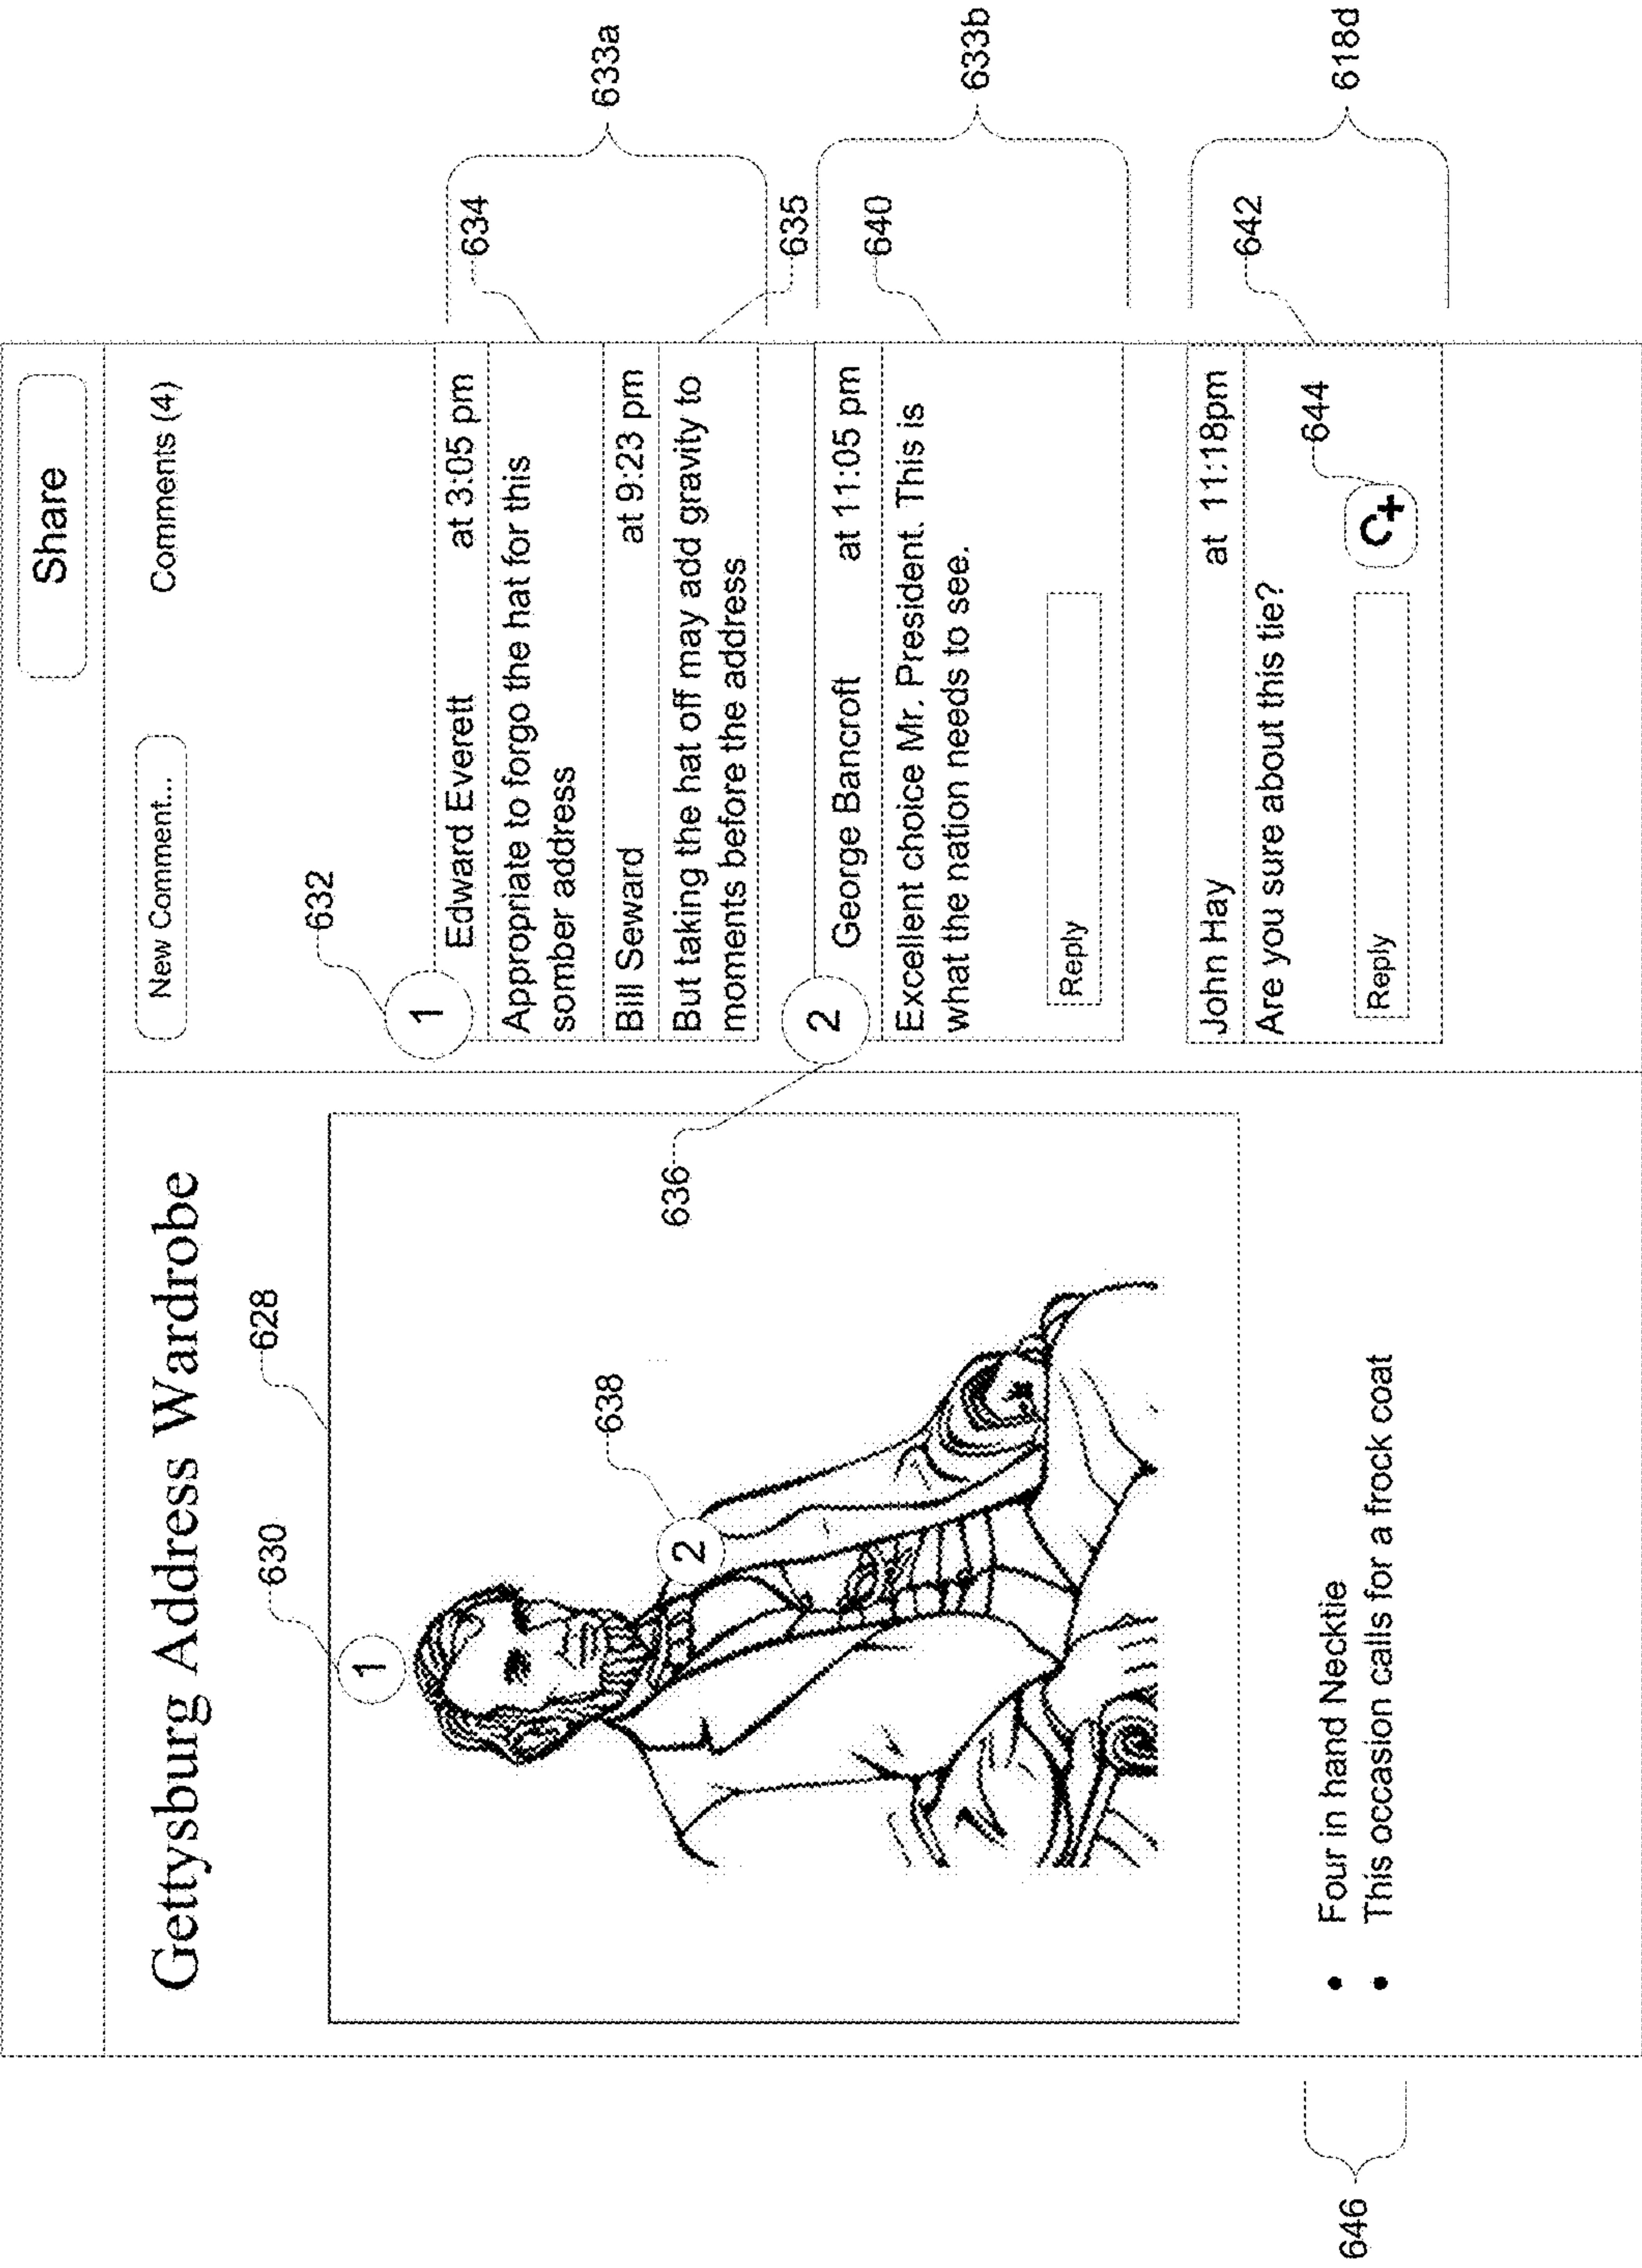 Share
Gettysburg Address Wardrobe
New Comment...
Comments (4)
628
630
1
638
2
Four in hand Necktie
This occasion calls for a frock coat
646
632
1
Edward Everett at 3:05 pm
Appropriate to forgo the hat for this
somber address
Bill Seward at 9:23 pm
But taking the hat off may add gravity to
moments before the address
634
633a
635
636
2
George Bancroft at 11:05 pm
Excellent choice Mr. President. This is
what the nation needs to see.
Reply
640
633b
John Hay at 11:18pm
Are you sure about this tie?
Reply
C+
644
642
618d